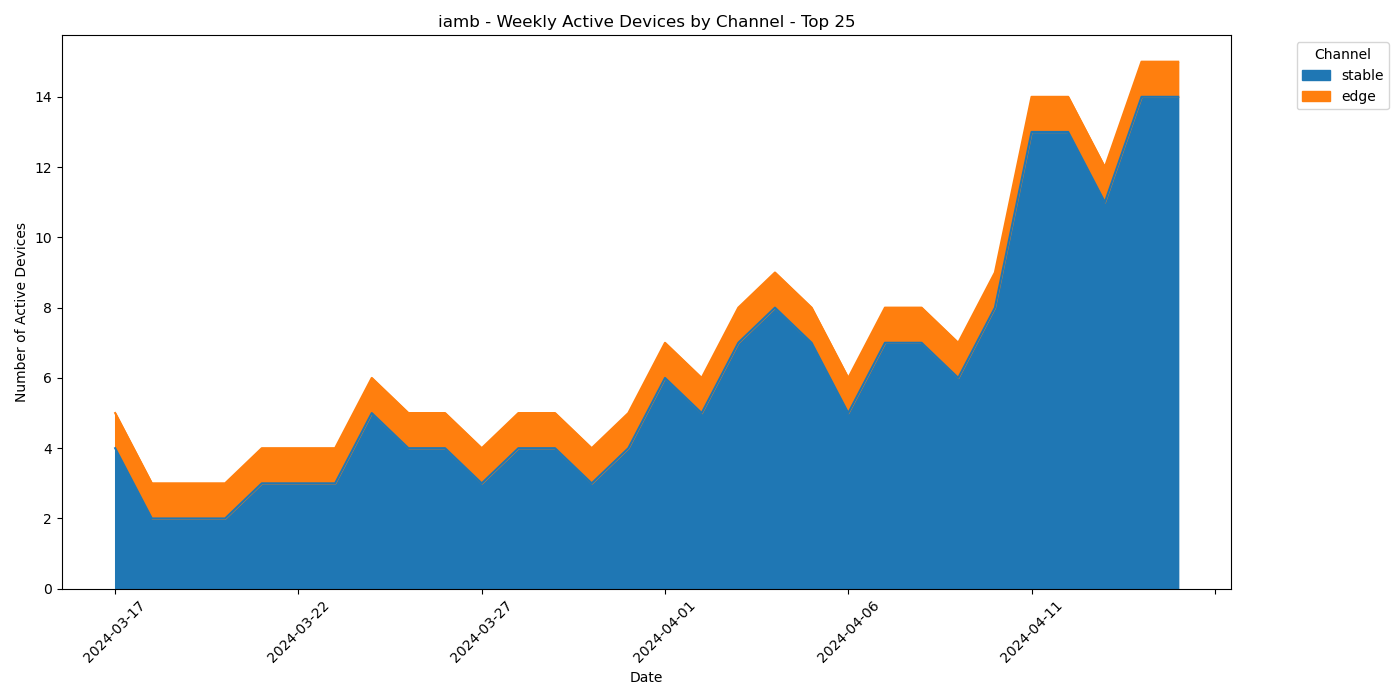 iamb - Weekly Active Devices by Channel - Top 25
Channel
stable
edge
Number of Active Devices
14
12
10
8
6
4
2
0
2024-03-17
2024-03-22
2024-03-27
2024-04-01
2024-04-06
2024-04-11
Date